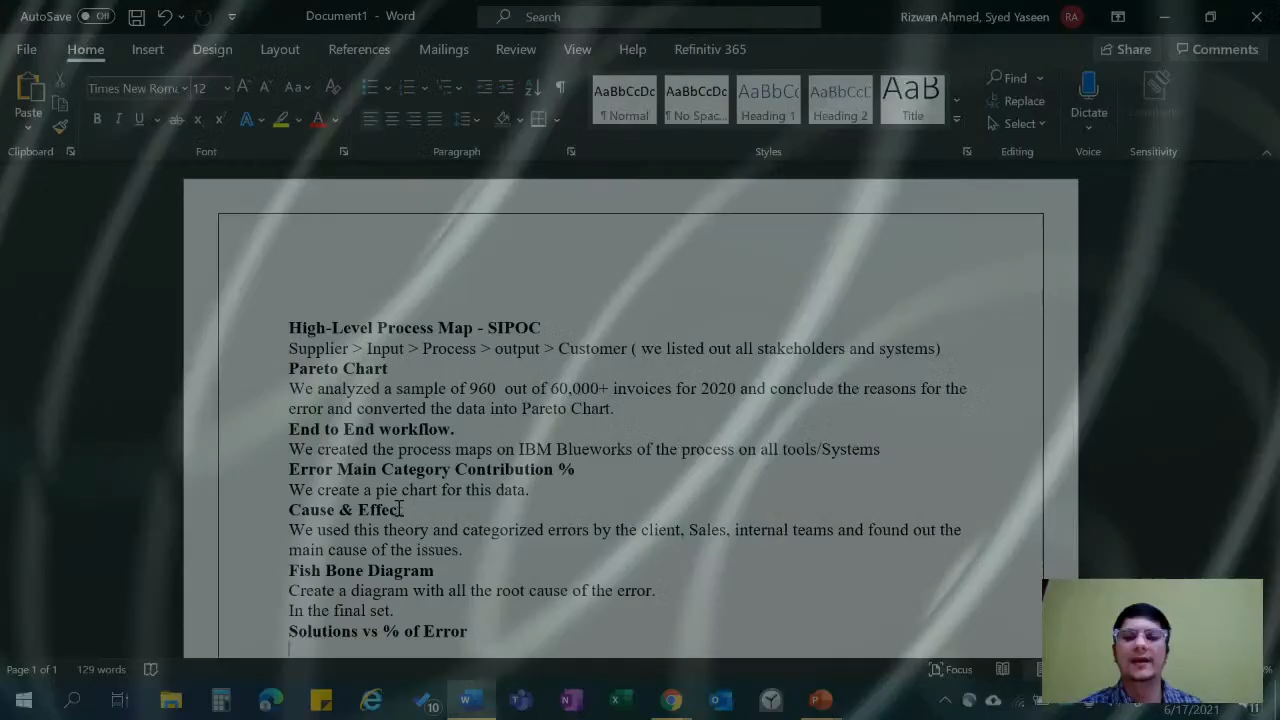 AutoSave Off Document1 - Word Search Rizwan Ahmed, Syed Yaseen RA
File Home Insert Design Layout References Mailings Review View Help Refinitiv 365 Share Comments
Times New Roma 12 Aa AaBbCcDc AaBbCcDc AaBbCc AaBbCcC AaB Find
Paste ¶ Normal ¶ No Spac... Heading 1 Heading 2 Title Replace Dictate
B I U ab x x A A Select
Clipboard Font Paragraph Styles Editing Voice Sensitivity
High-Level Process Map - SIPOC
Supplier > Input > Process > output > Customer ( we listed out all stakeholders and systems)
Pareto Chart
We analyzed a sample of 960 out of 60,000+ invoices for 2020 and conclude the reasons for the
error and converted the data into Pareto Chart.
End to End workflow.
We created the process maps on IBM Blueworks of the process on all tools/Systems
Error Main Category Contribution %
We create a pie chart for this data.
Cause & Effec
We used this theory and categorized errors by the client, Sales, internal teams and found out the
main cause of the issues.
Fish Bone Diagram
Create a diagram with all the root cause of the error.
In the final set.
Solutions vs % of Error
Page 1 of 1 129 words Focus
10 6/17/2021 11